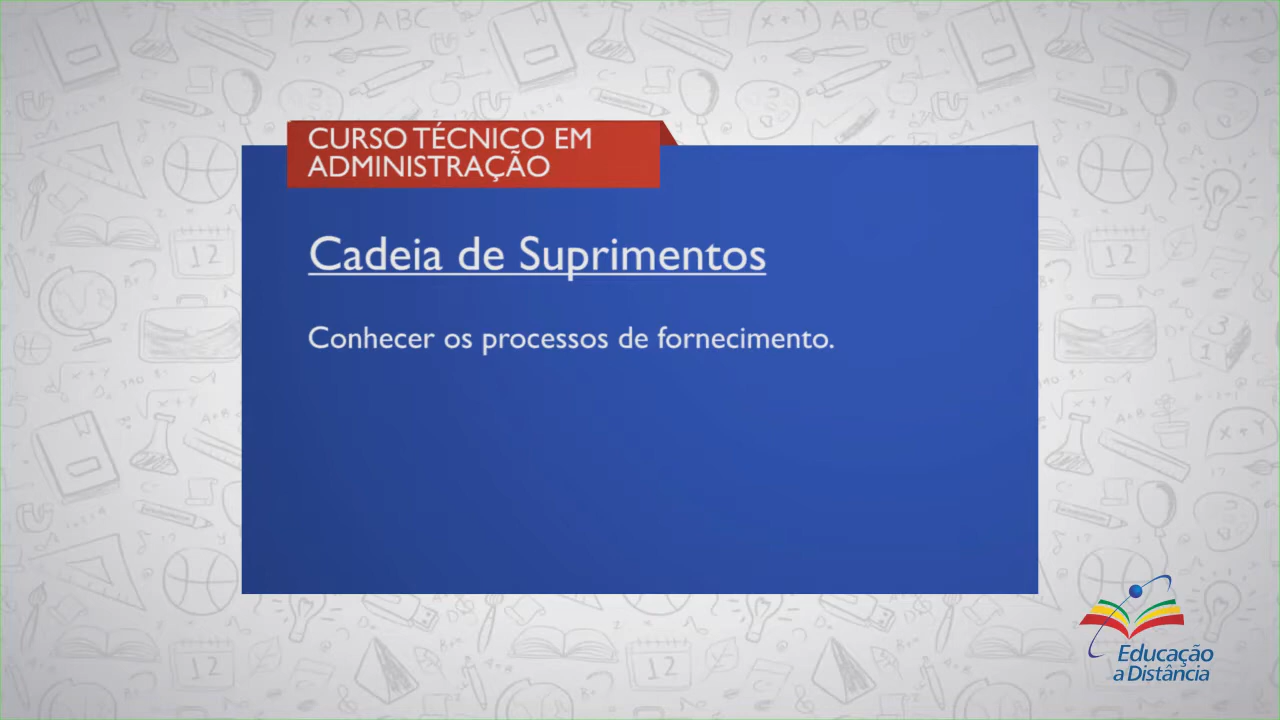 CURSO TÉCNICO EM
ADMINISTRAÇÃO
Cadeia de Suprimentos
Conhecer os processos de fornecimento.
Educação
a Distância